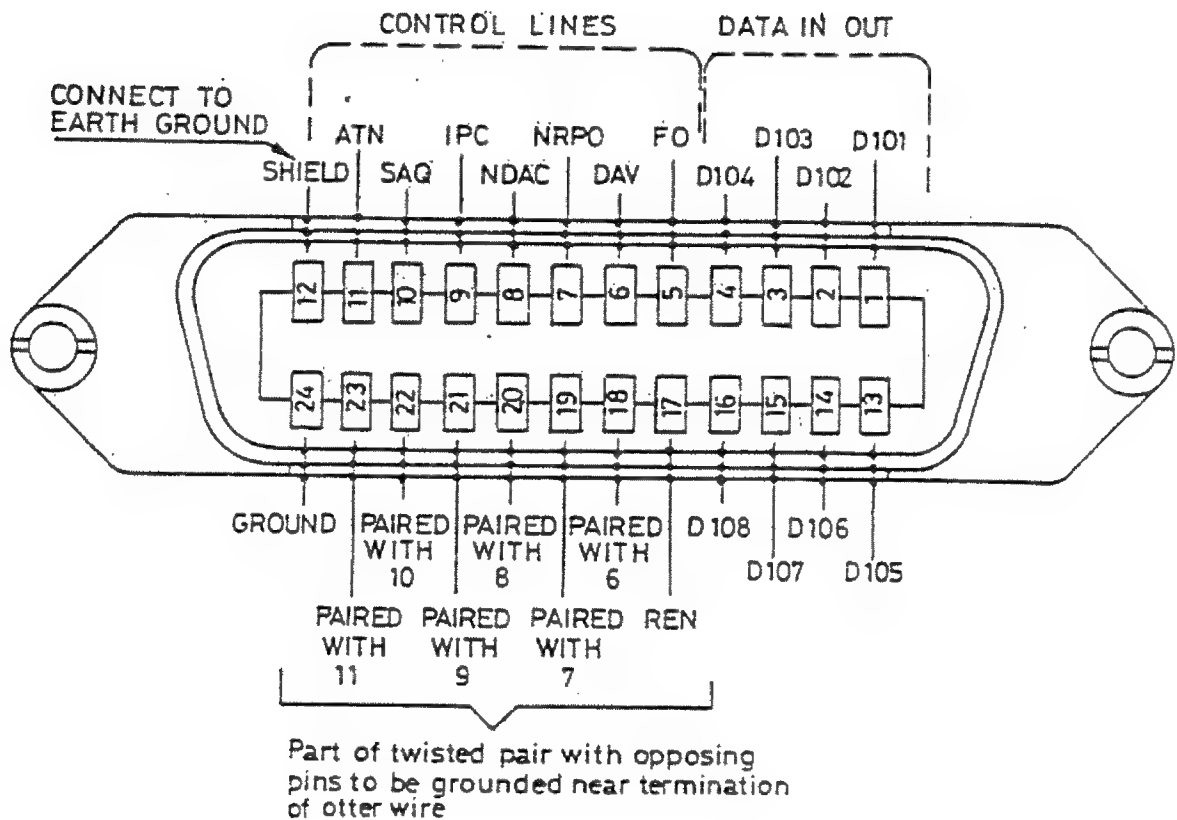 CONTROL LINES
DATA IN OUT
CONNECT TO
EARTH GROUND
ATN
IPC
NRPO
FO
D103
D101
SHIELD
SAQ
NDAC
DAV
D104
D102
12 11 10 9 8 7 6 5 4 3 2 1
24 23 22 21 20 19 18 17 16 15 14 13
GROUND
PAIRED
WITH
10
PAIRED
WITH
8
PAIRED
WITH
6
D108
D106
D107
D105
PAIRED
WITH
11
PAIRED
WITH
9
PAIRED
WITH
7
REN
Part of twisted pair with opposing
pins to be grounded near termination
of otter wire